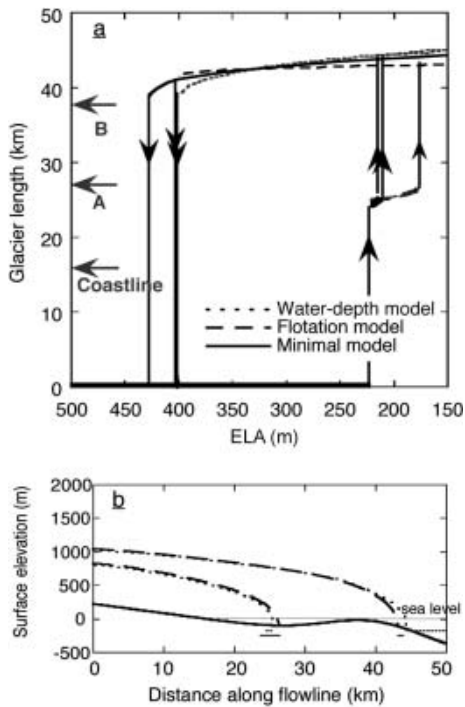 a
50
40
30
20
10
0
Glacier length (km)
B
A
Coastline
Water-depth model
Flotation model
Minimal model
500 450 400 350 300 250 200 150
ELA (m)
b
2000
1500
1000
500
0
-500
Surface elevation (m)
sea level
0 10 20 30 40 50
Distance along flowline (km)